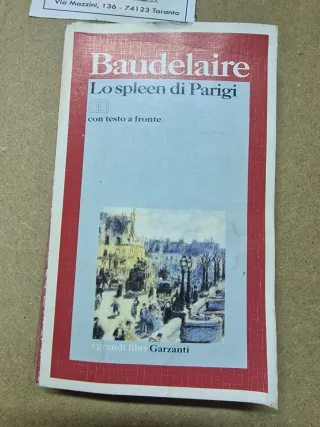 Via Mazzini, 136 - 74123 Taranto
Baudelaire
Lo spleen di Parigi
con testo a fronte
i grandi libri Garzanti